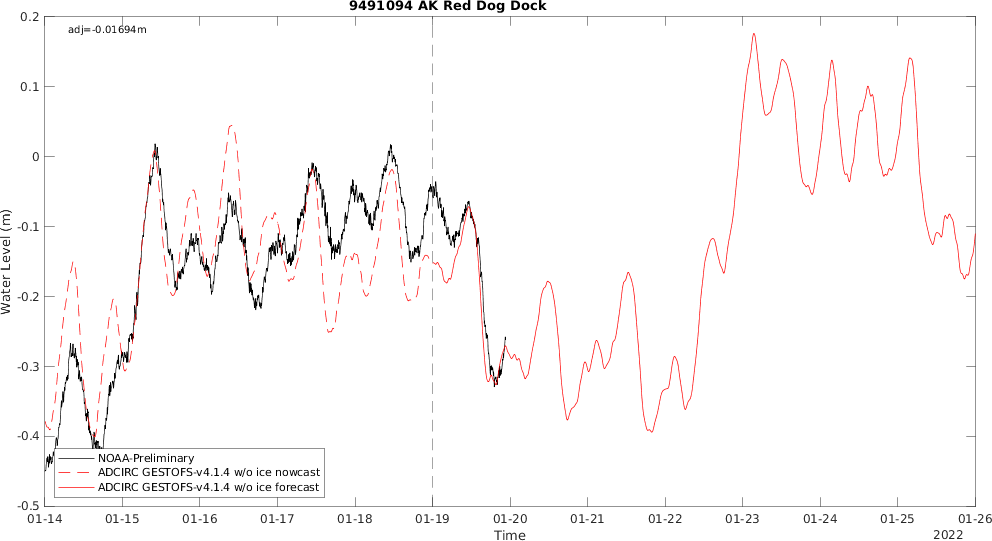 9491094 AK Red Dog Dock
adj=-0.01694m
0.2
0.1
0
-0.1
-0.2
-0.3
-0.4
-0.5
Water Level (m)
NOAA-Preliminary
ADCIRC GESTOFS-v4.1.4 w/o ice nowcast
ADCIRC GESTOFS-v4.1.4 w/o ice forecast
01-14 01-15 01-16 01-17 01-18 01-19 01-20 01-21 01-22 01-23 01-24 01-25 01-26
Time
2022